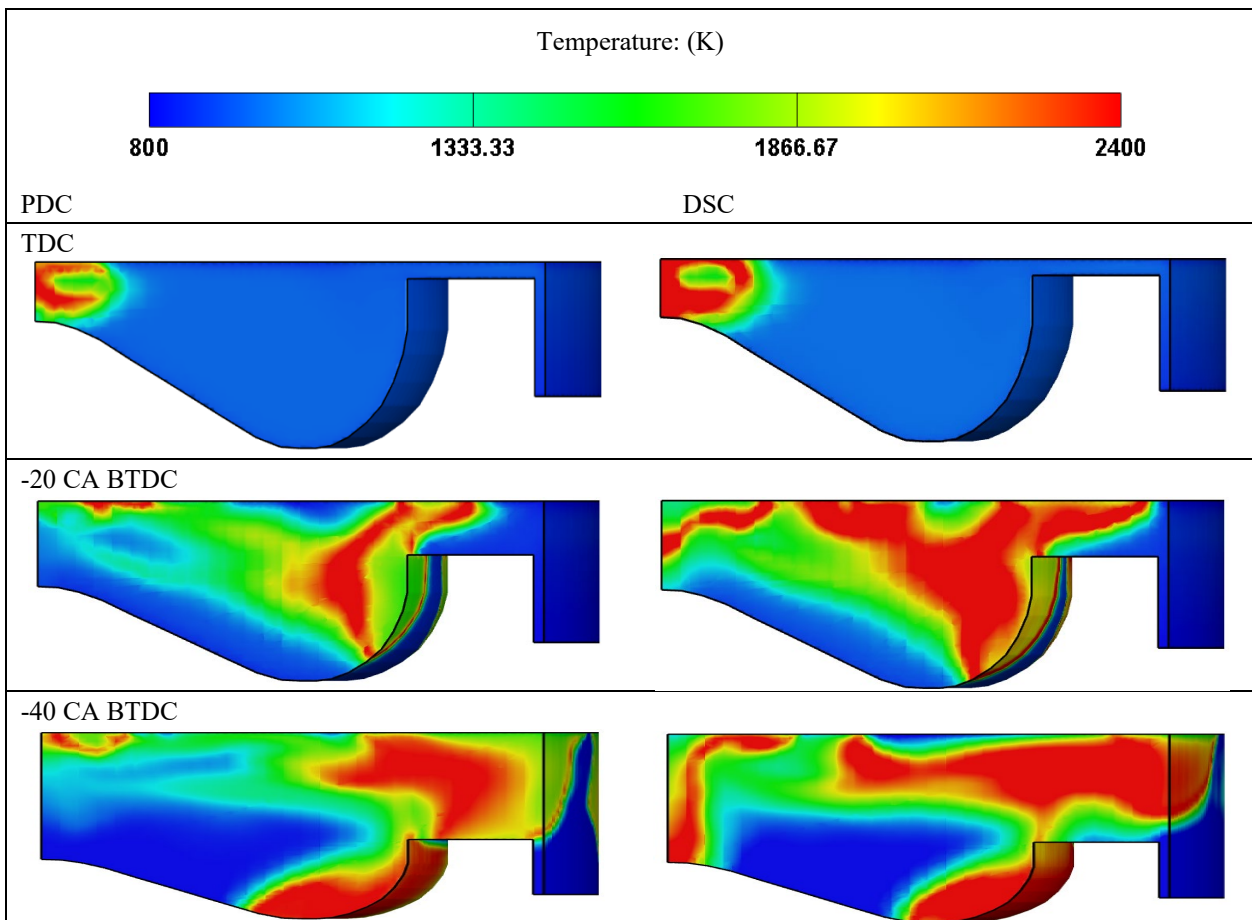 Temperature: (K)
800 1333.33 1866.67 2400
PDC DSC
TDC
-20 CA BTDC
-40 CA BTDC